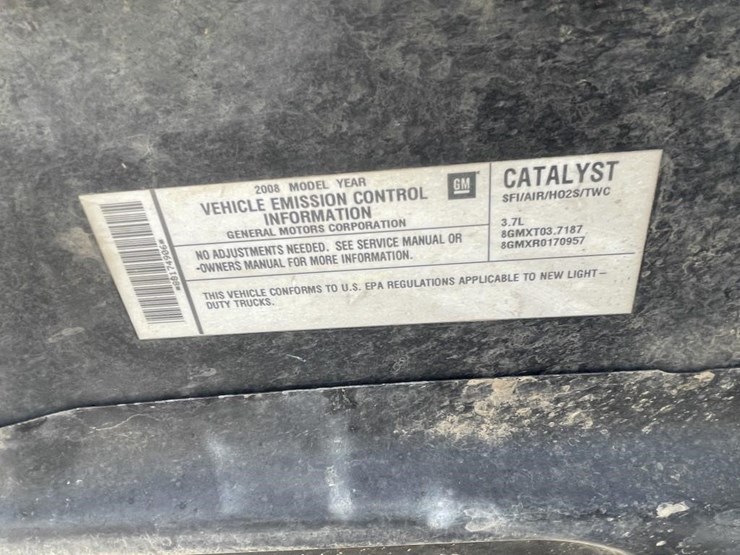 #00174906#
2008 MODEL YEAR
VEHICLE EMISSION CONTROL
INFORMATION
GENERAL MOTORS CORPORATION
GM
NO ADJUSTMENTS NEEDED. SEE SERVICE MANUAL OR
-OWNERS MANUAL FOR MORE INFORMATION.
CATALYST
SFI/AIR/HO2S/TWC
3.7L
8GMXT03.7187
8GMXR0170957
THIS VEHICLE CONFORMS TO U.S. EPA REGULATIONS APPLICABLE TO NEW LIGHT-
DUTY TRUCKS.